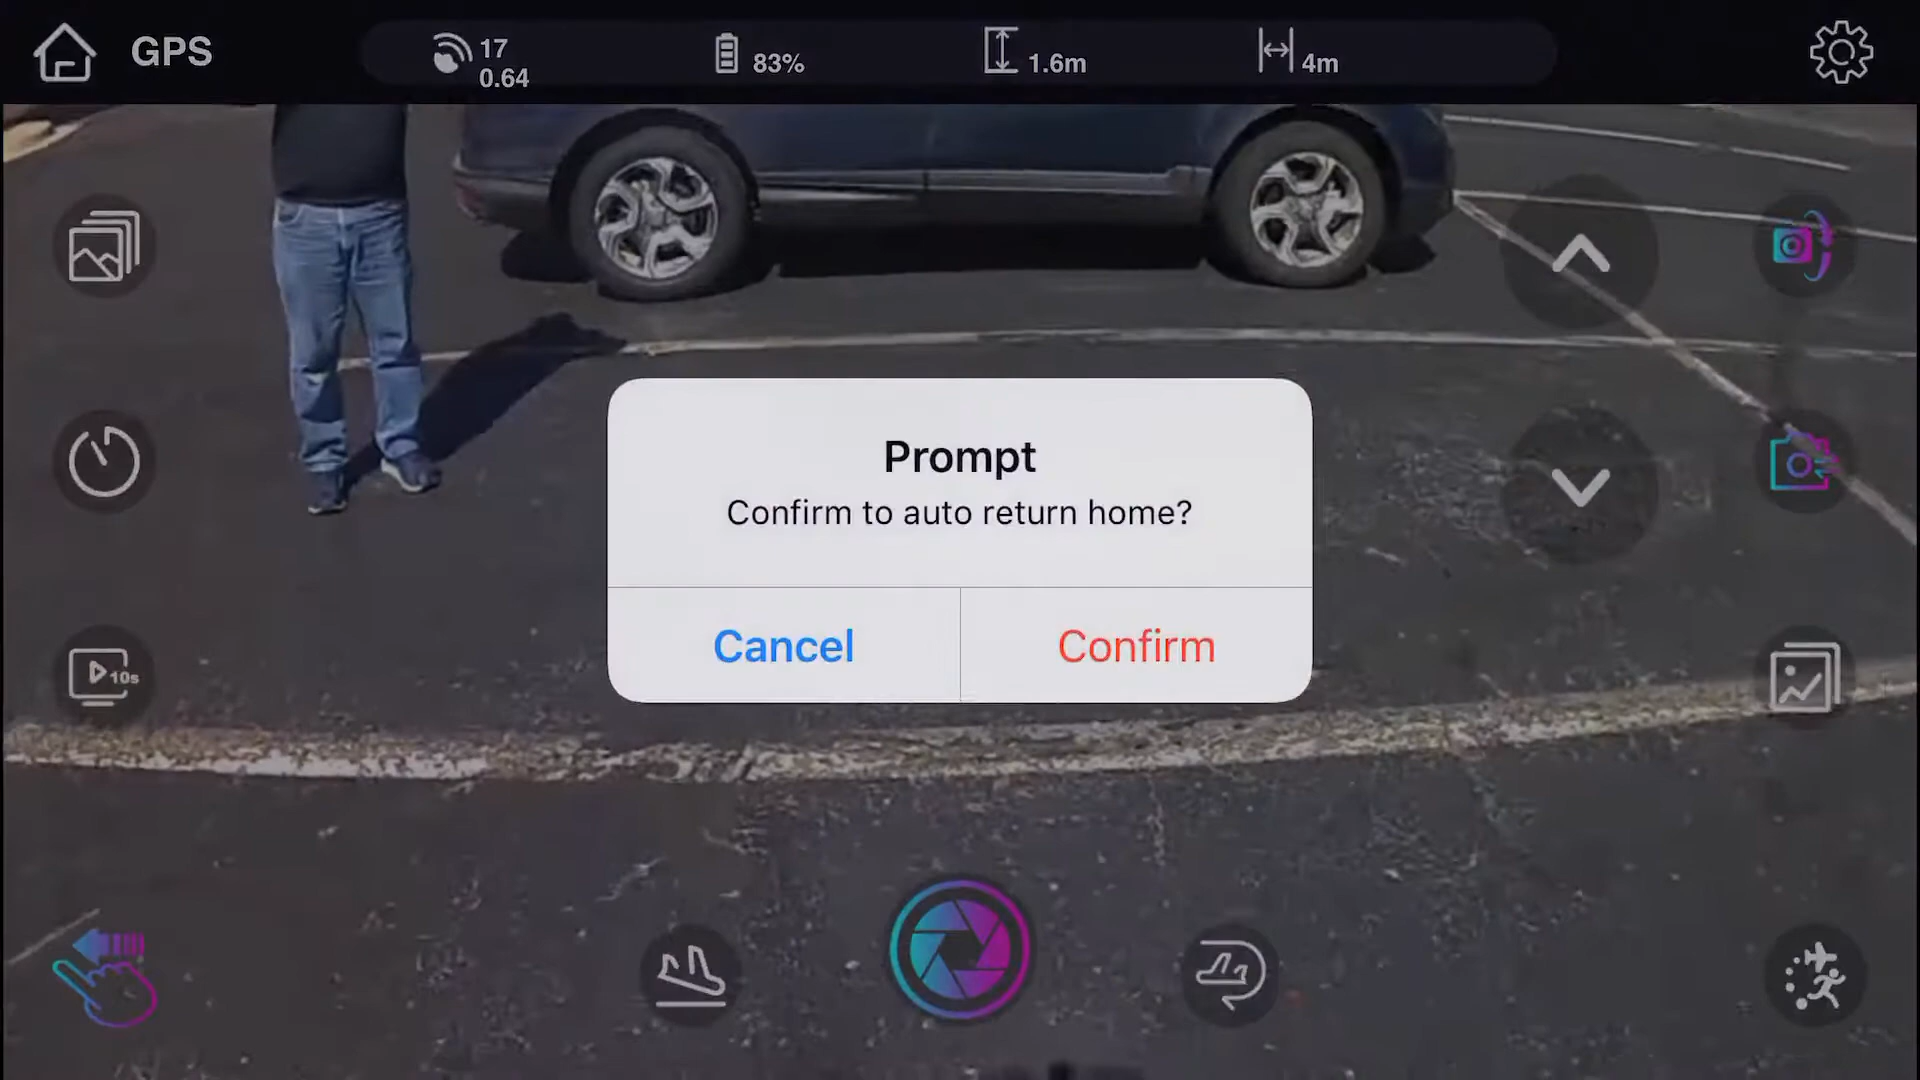 GPS
17
0.64
83%
1.6m
4m
Prompt
Confirm to auto return home?
Cancel
Confirm
10s